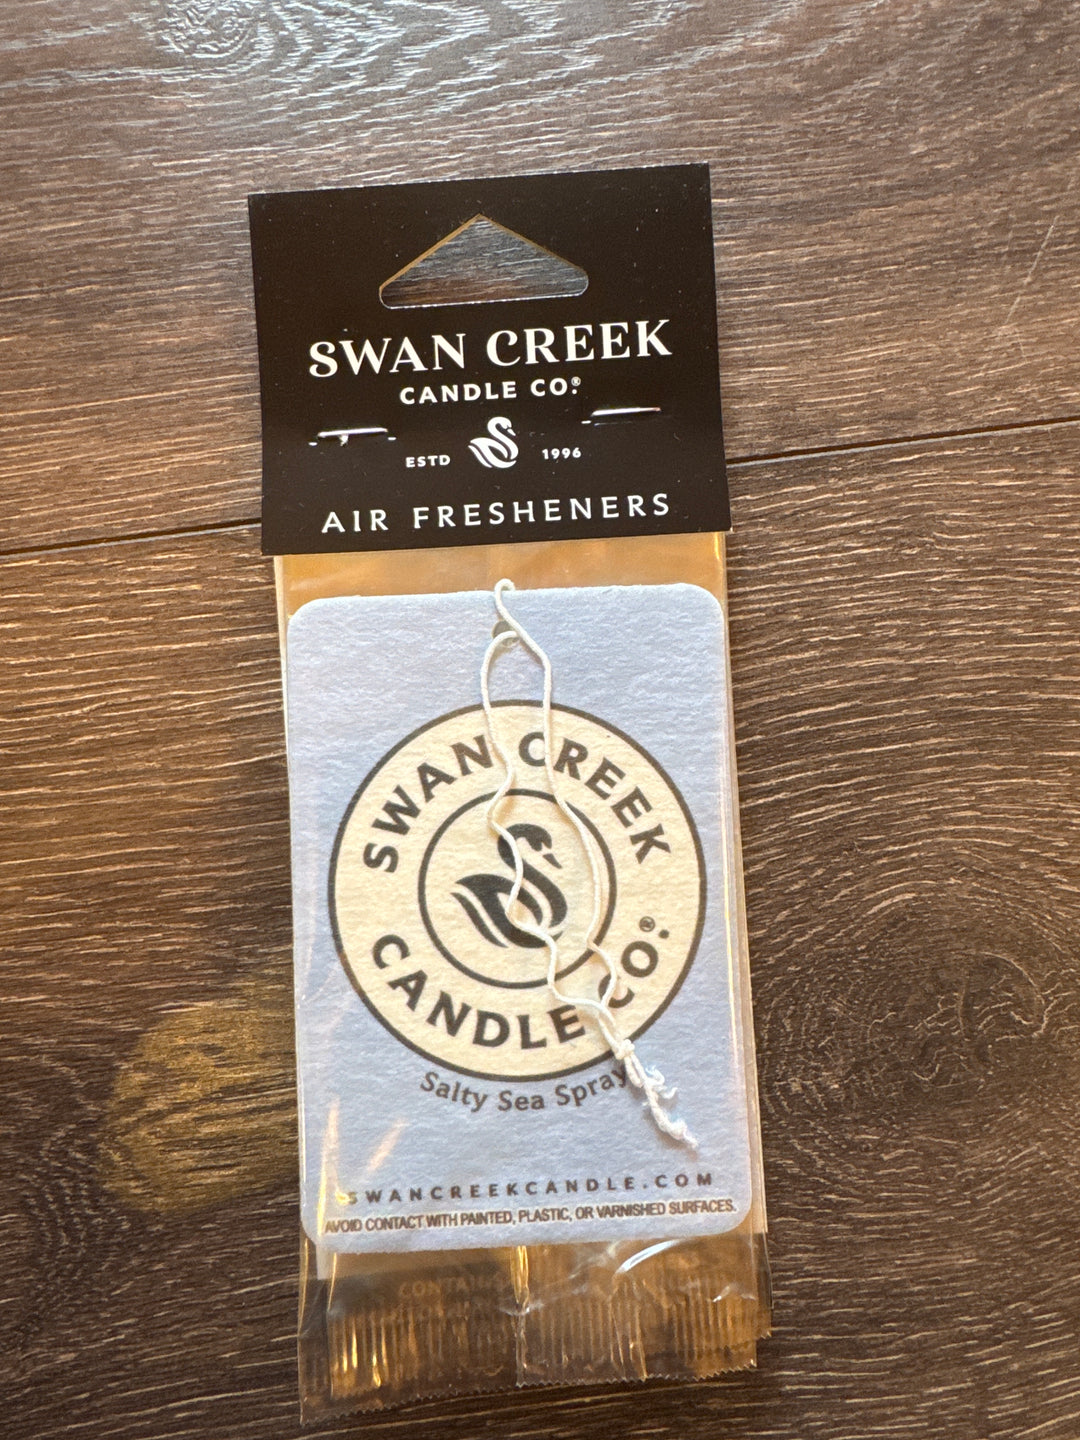 SWAN CREEK
CANDLE CO.®
ESTD 1996
AIR FRESHENERS
SWAN CREEK
CANDLE CO.®
Salty Sea Spray
SWANCREEKCANDLE.COM
AVOID CONTACT WITH PAINTED, PLASTIC, OR VARNISHED SURFACES.